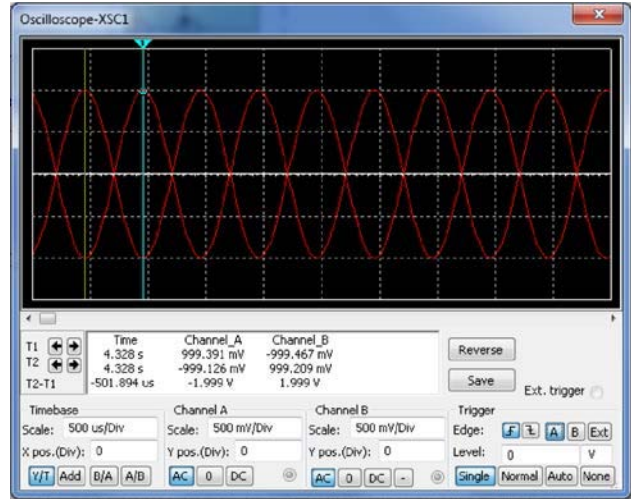 Oscilloscope-XSC1
Time Channel_A Channel_B
T1 4.328 s 999.391 mV -999.467 mV
T2 4.328 s -999.126 mV 999.209 mV
T2-T1 -501.894 us -1.999 V 1.999 V
Reverse
Save
Ext. trigger
Timebase
Scale: 500 us/Div
X pos.(Div): 0
Y/T Add B/A A/B
Channel A
Scale: 500 mV/Div
Y pos.(Div): 0
AC 0 DC
Channel B
Scale: 500 mV/Div
Y pos.(Div): 0
AC 0 DC -
Trigger
Edge: A B Ext
Level: 0 V
Single Normal Auto None